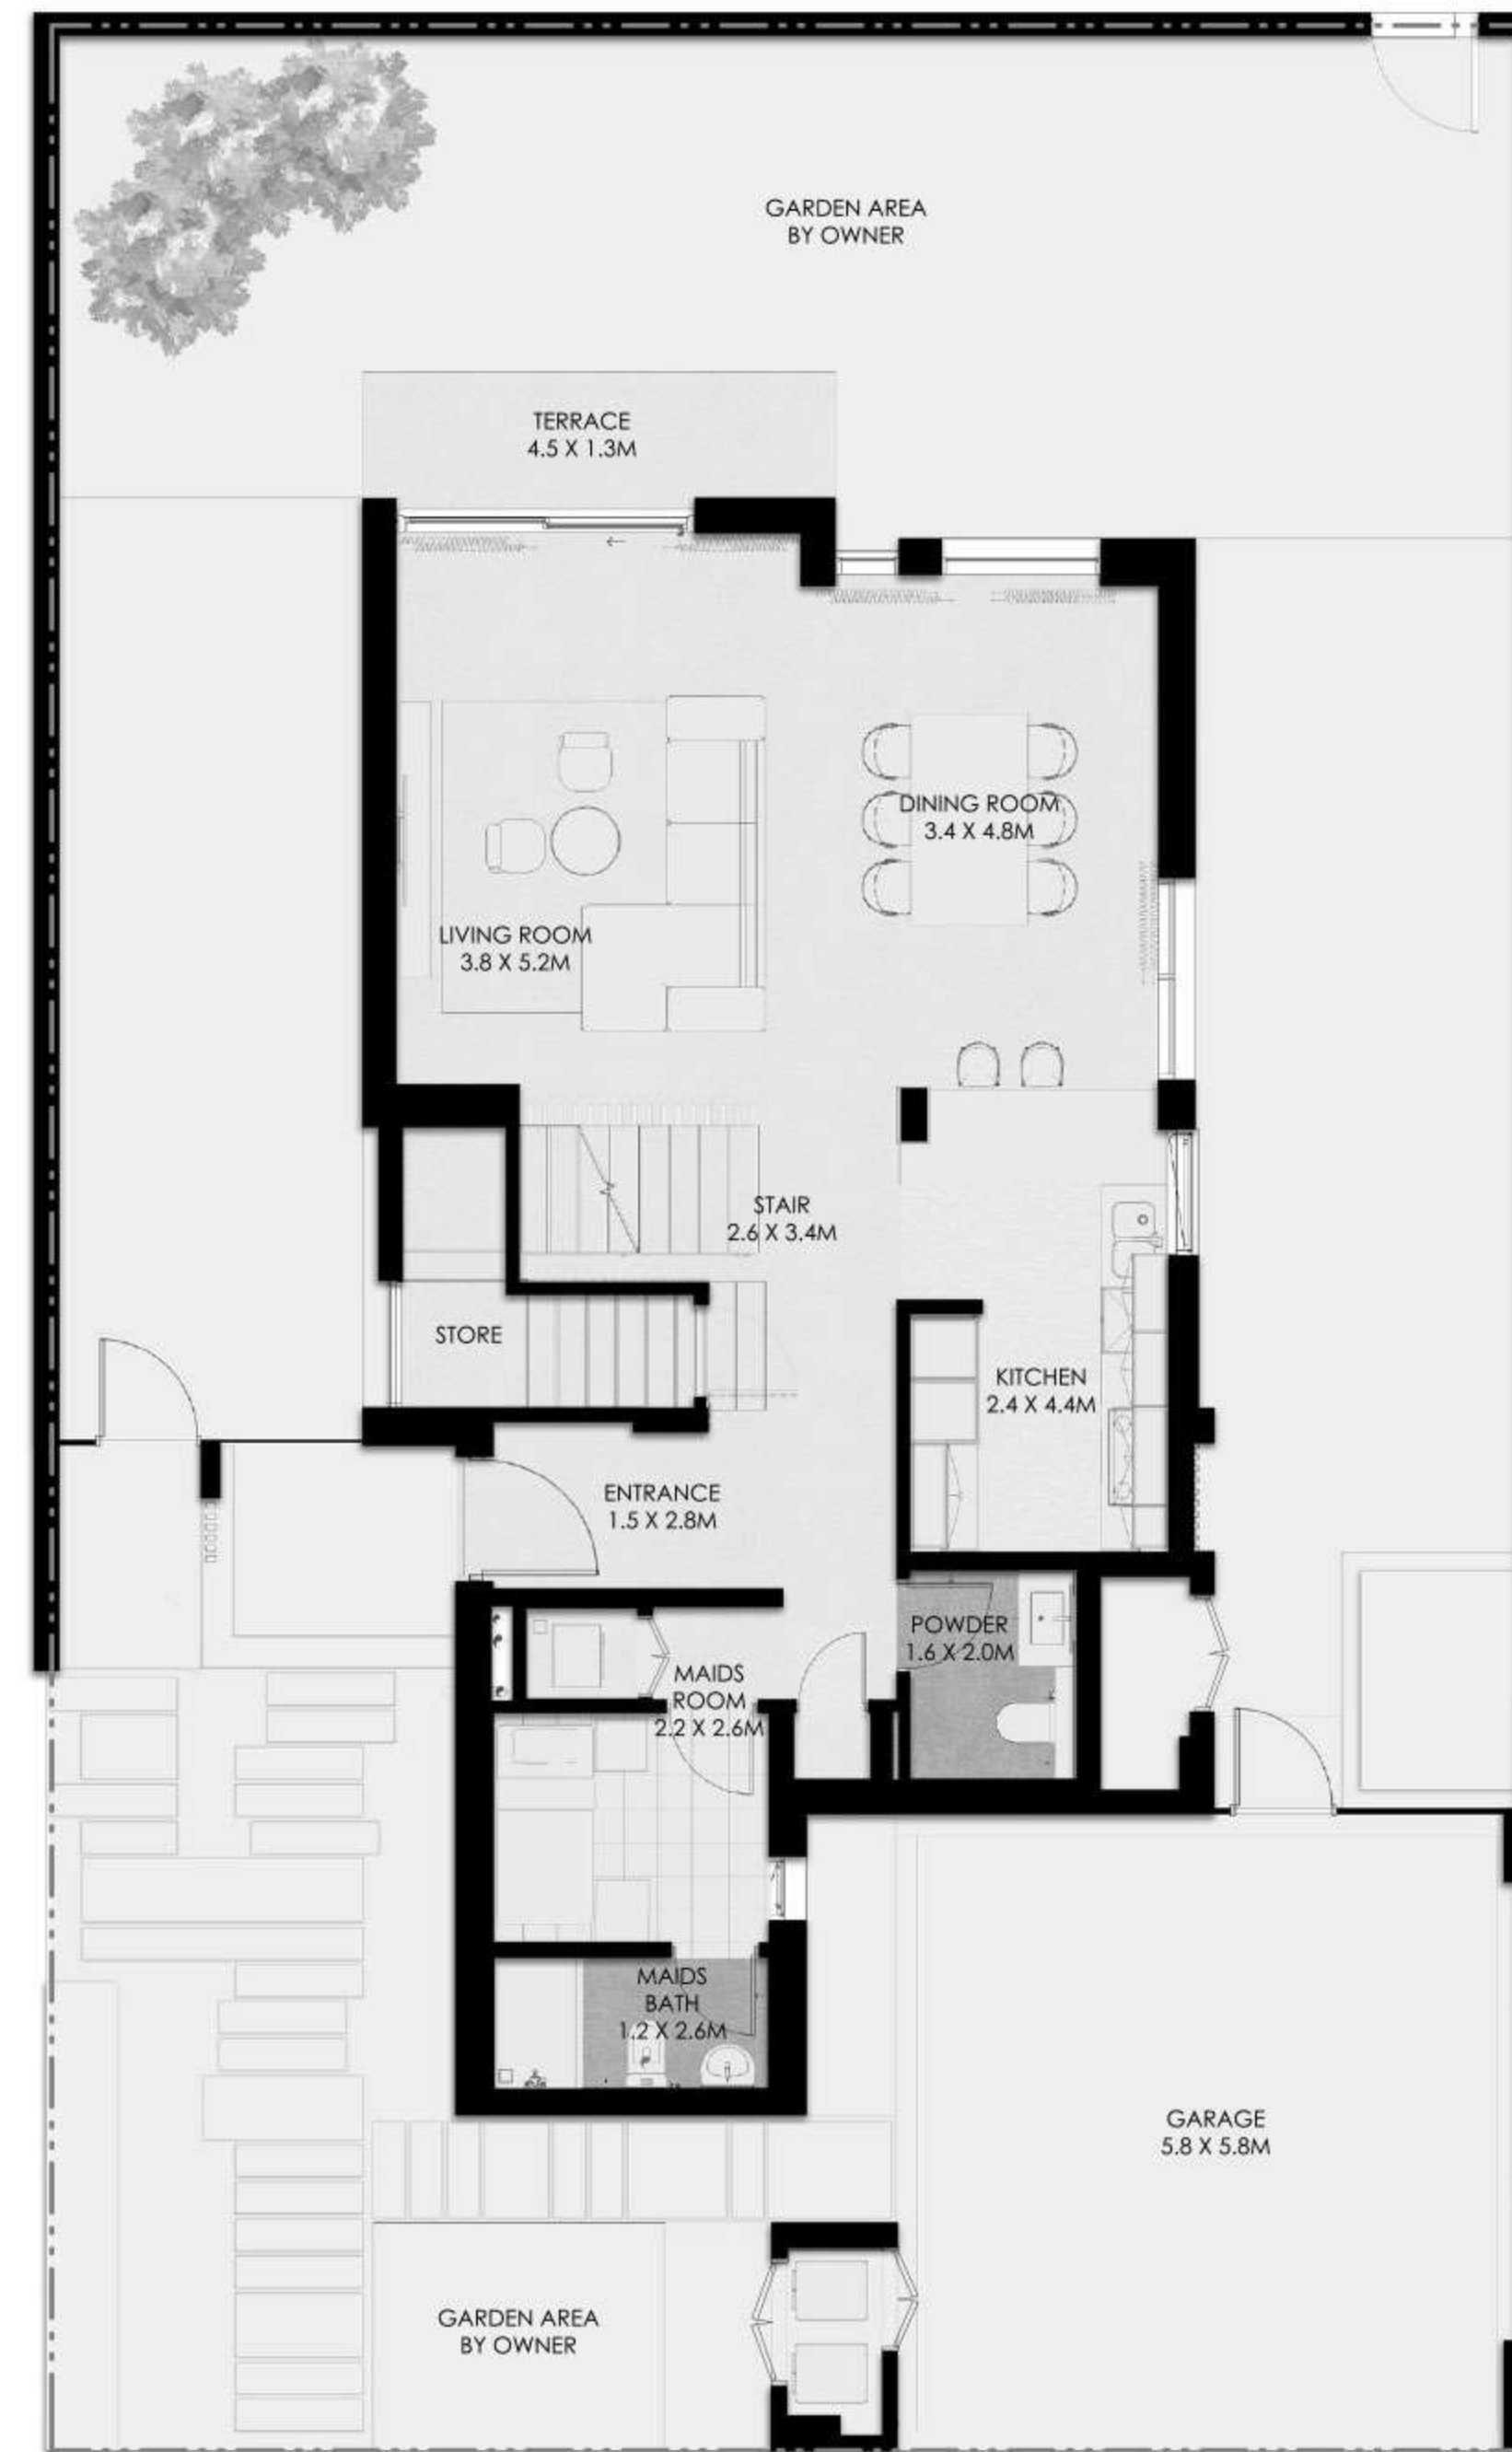 GARDEN AREA
BY OWNER
TERRACE
4.5 X 1.3M
DINING ROOM
3.4 X 4.8M
LIVING ROOM
3.8 X 5.2M
STAIR
2.6 X 3.4M
STORE
KITCHEN
2.4 X 4.4M
ENTRANCE
1.5 X 2.8M
POWDER
1.6 X 2.0M
MAIDS
ROOM
2.2 X 2.6M
MAIDS
BATH
1.2 X 2.6M
GARAGE
5.8 X 5.8M
GARDEN AREA
BY OWNER